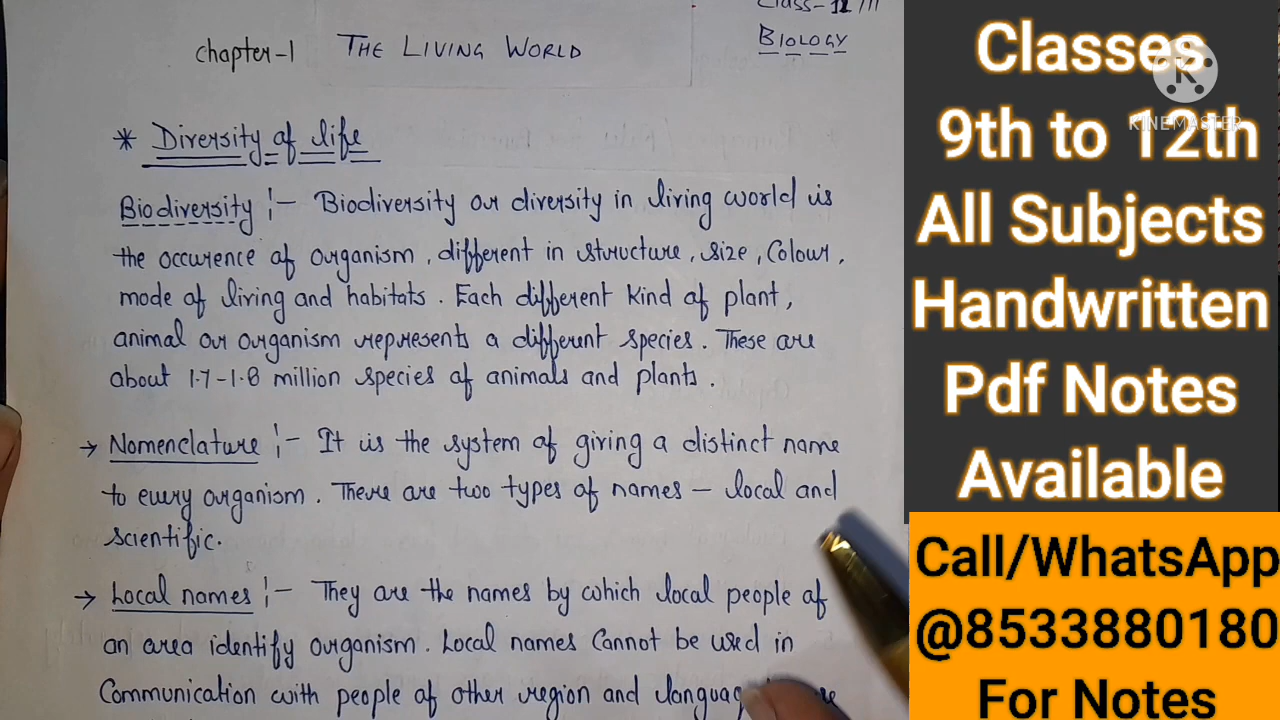 BIOLOGY
chapter-1 THE LIVING WORLD
* Diversity of life
Biodiversity :- Biodiversity or diversity in living world is
the occurence of organism, different in structure, size, Colour,
mode of living and habitats. Each different kind of plant,
animal or organism represents a different species. These are
about 1.7-1.8 million species of animals and plants.
→ Nomenclature :- It is the system of giving a distinct name
to every organism. There are two types of names - local and
scientific.
→ Local names :- They are the names by which local people of
an area identify organism. Local names Cannot be used in
Communication with people of other region and
Classes
9th to 12th
All Subjects
Handwritten
Pdf Notes
Available
Call/WhatsApp
@8533880180
For Notes
K
KINEMASTER